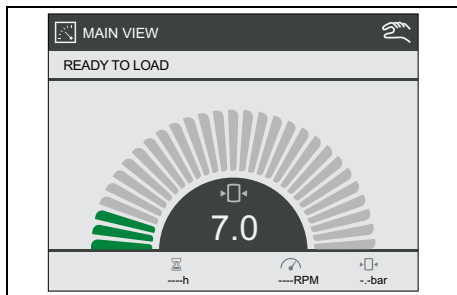 MAIN VIEW
READY TO LOAD
7.0
----h
----RPM
-.-bar